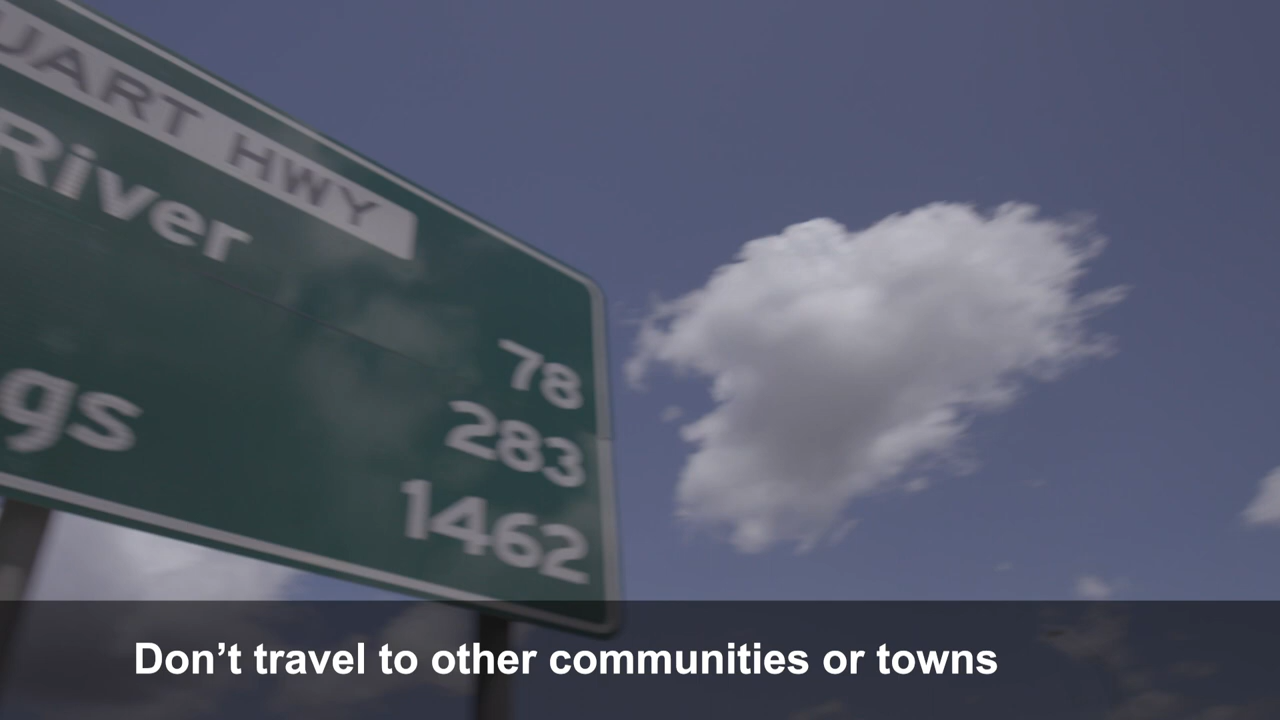 UART HWY
River
78
283
gs
1462
Don't travel to other communities or towns